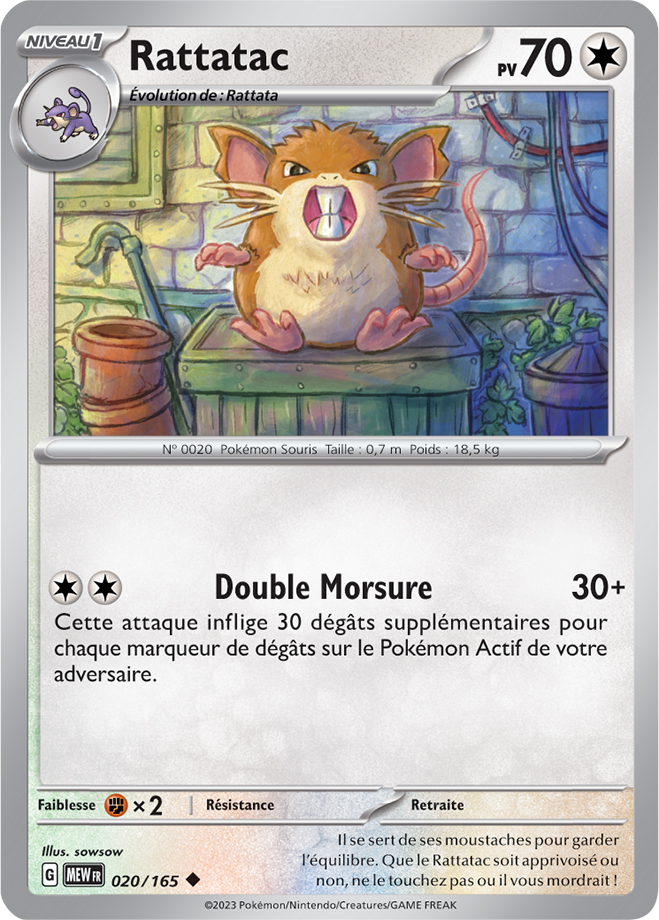 NIVEAU 1
Rattatac
PV 70
Évolution de : Rattata
N° 0020 Pokémon Souris Taille : 0,7 m Poids : 18,5 kg
Double Morsure 30+
Cette attaque inflige 30 dégâts supplémentaires pour
chaque marqueur de dégâts sur le Pokémon Actif de votre
adversaire.
Faiblesse ×2 Résistance Retraite
Illus. sowsow
G MEW FR 020/165
Il se sert de ses moustaches pour garder
l'équilibre. Que le Rattatac soit apprivoisé ou
non, ne le touchez pas ou il vous mordrait !
©2023 Pokémon/Nintendo/Creatures/GAME FREAK